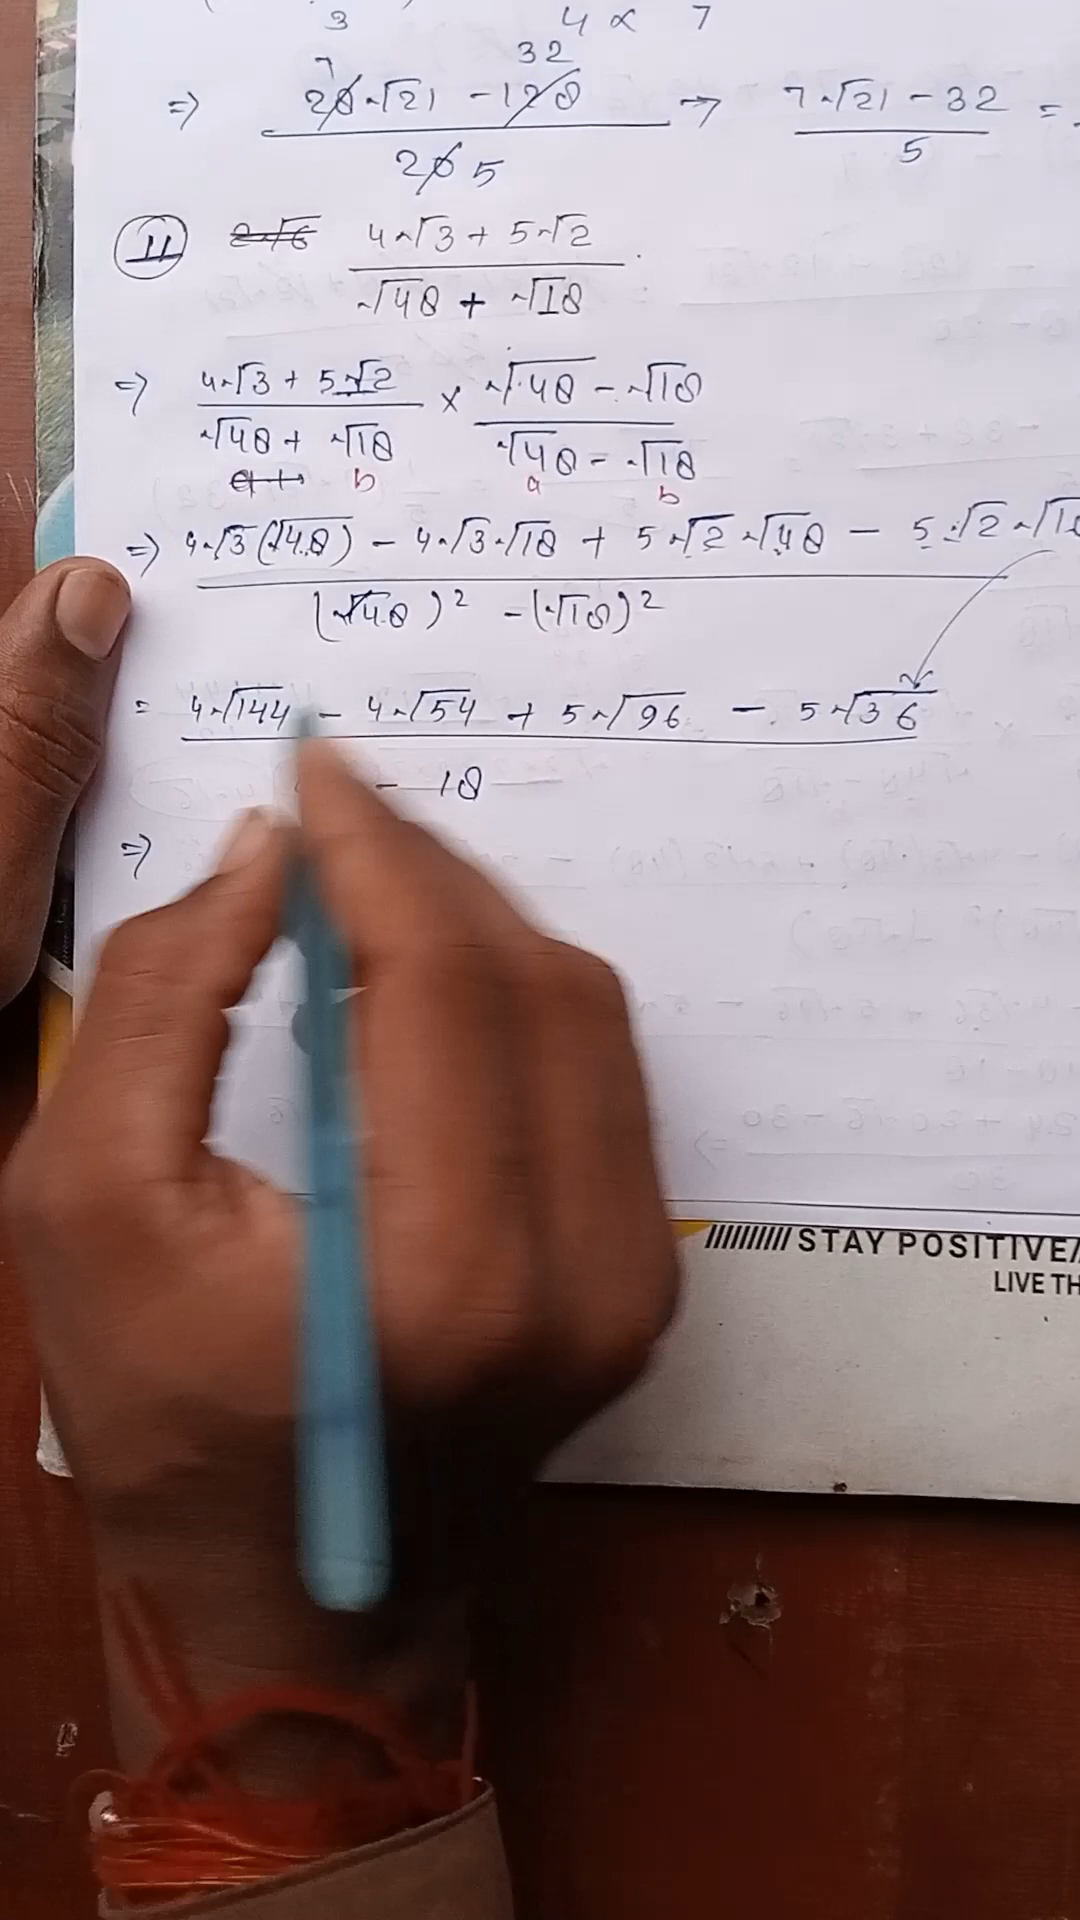 3 4 × 7
7 32
=> 28√21 - 128 / 20 5 → 7√21 - 32 / 5 =
(11) 2√6 4√3 + 5√2 / √48 + √18
=> 4√3 + 5√2 / √48 + √18 × √48 - √18 / √48 - √18
a + b a b
=> 4√3(√48) - 4√3·√18 + 5√2·√48 - 5√2·√18 / (√48)² - (√18)²
= 4√144 - 4√54 + 5√96 - 5√36
- 18
=>
STAY POSITIVE
LIVE TH